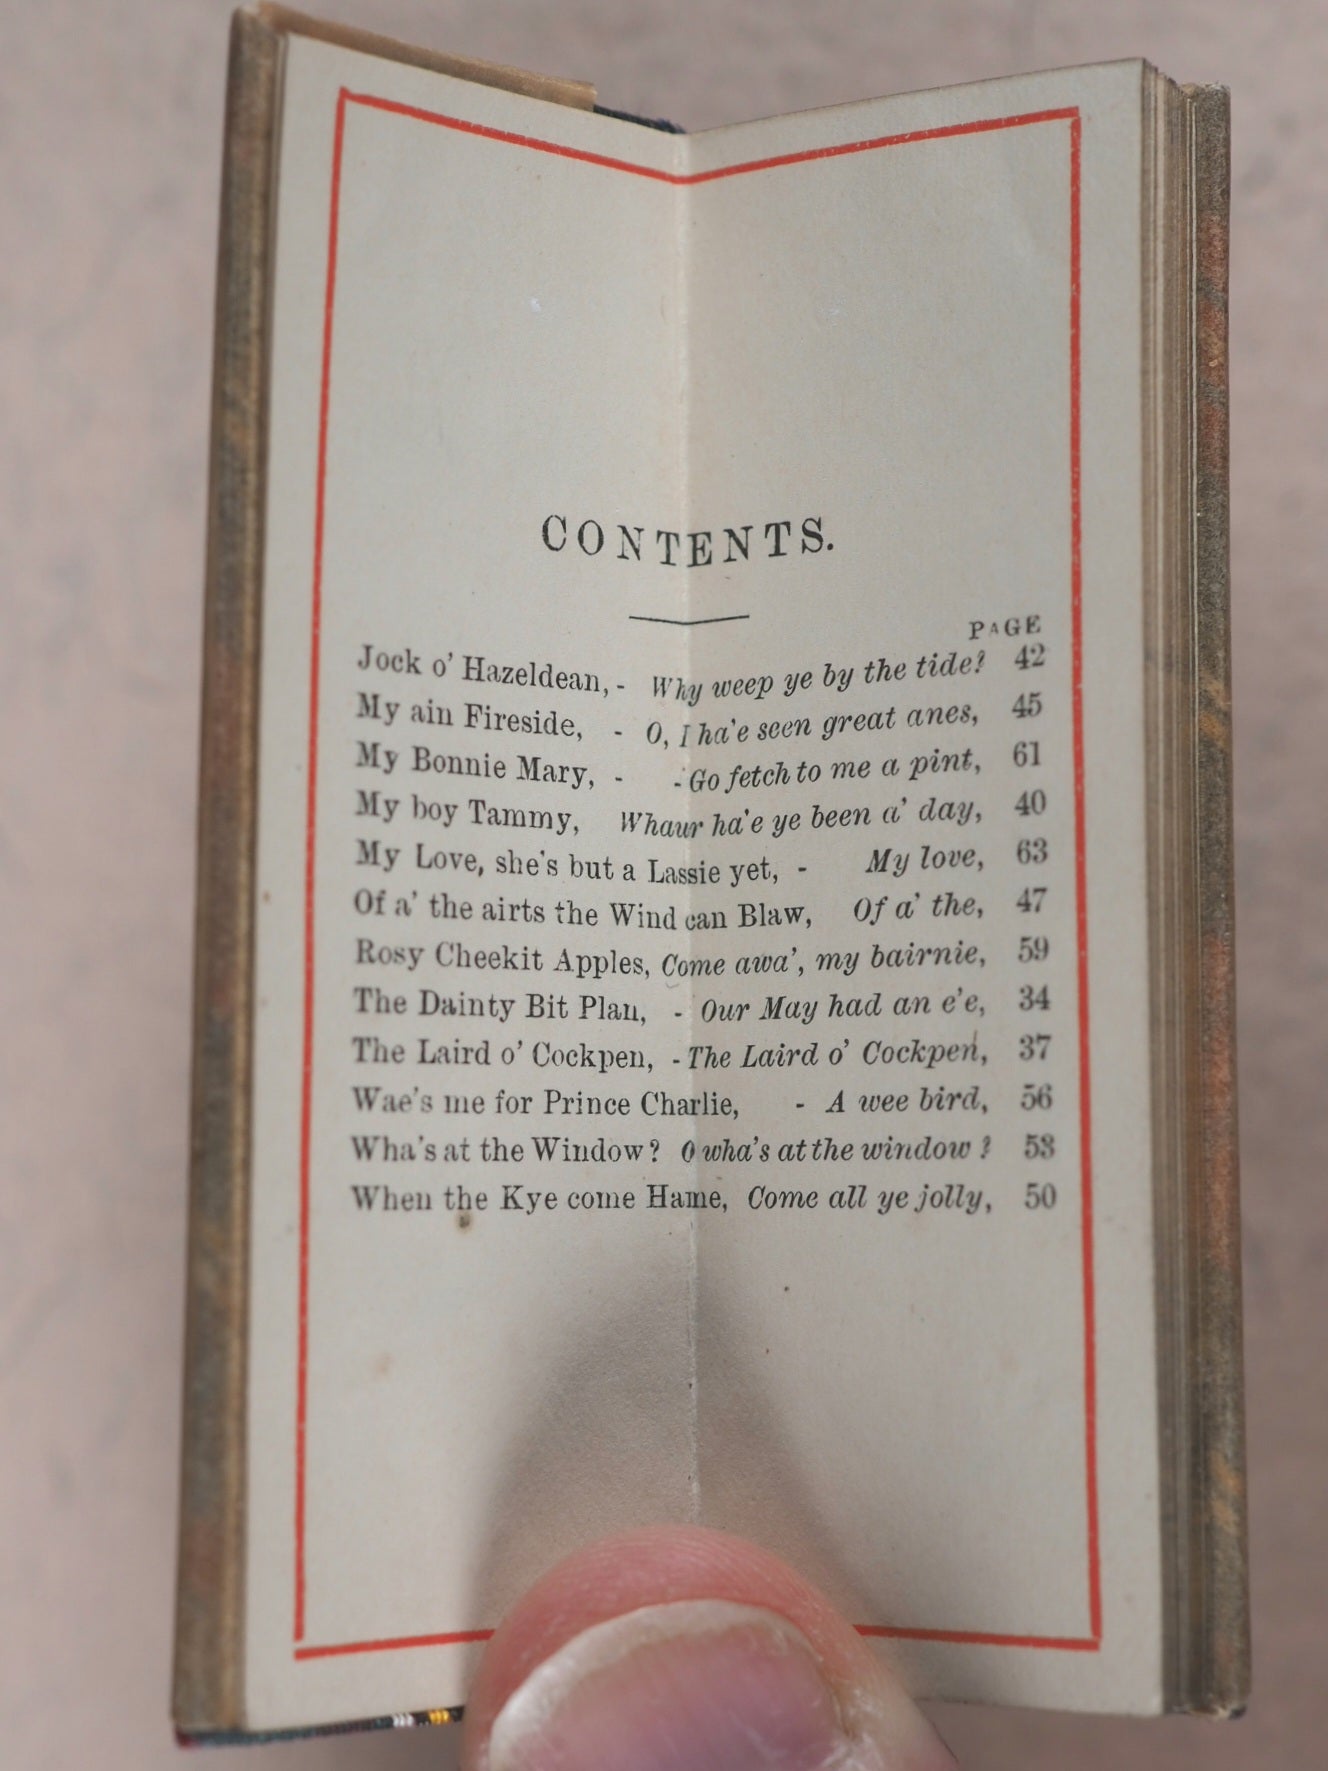 CONTENTS.
PAGE
Jock o' Hazeldean, - Why weep ye by the tide? 42
My ain Fireside, - O, I ha'e seen great anes, 45
My Bonnie Mary, - - Go fetch to me a pint, 61
My boy Tammy, Whaur ha'e ye been a' day, 40
My Love, she's but a Lassie yet, - My love, 63
Of a' the airts the Wind can Blaw, Of a' the, 47
Rosy Cheekit Apples, Come awa', my bairnie, 59
The Dainty Bit Plan, - Our May had an e'e, 34
The Laird o' Cockpen, - The Laird o' Cockpen, 37
Wae's me for Prince Charlie, - A wee bird, 56
Wha's at the Window? O wha's at the window? 53
When the Kye come Hame, Come all ye jolly, 50